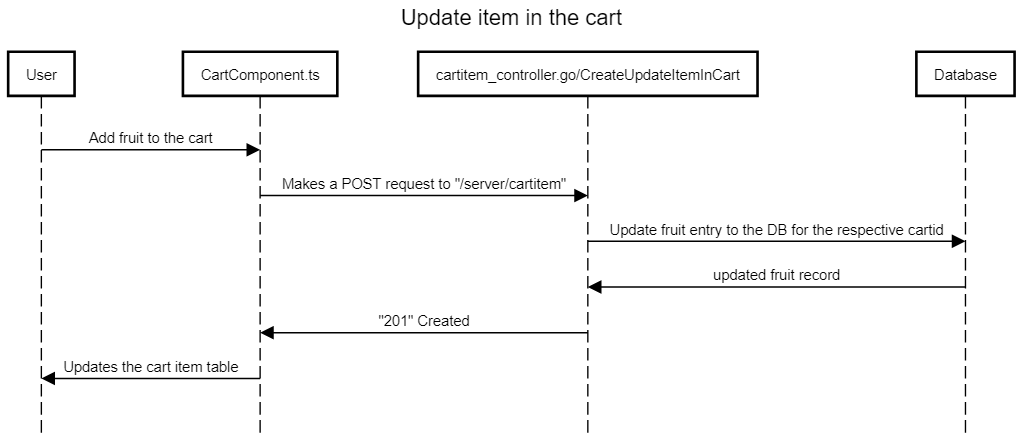 Update item in the cart
User
CartComponent.ts
cartitem_controller.go/CreateUpdateItemInCart
Database
Add fruit to the cart
Makes a POST request to "/server/cartitem"
Update fruit entry to the DB for the respective cartid
updated fruit record
"201" Created
Updates the cart item table